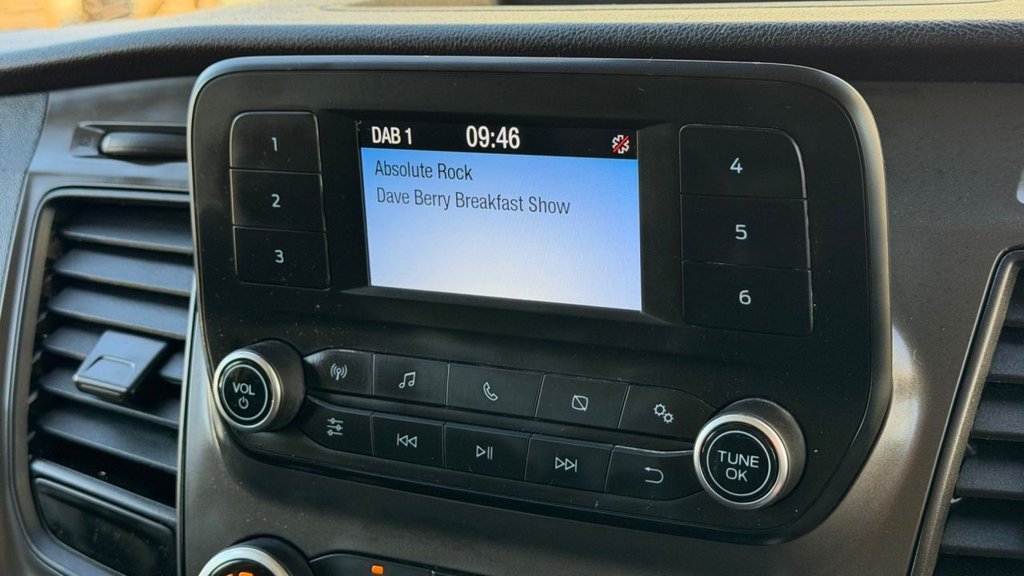 DAB 1 09:46
Absolute Rock
Dave Berry Breakfast Show
1
2
3
4
5
6
VOL
TUNE
OK